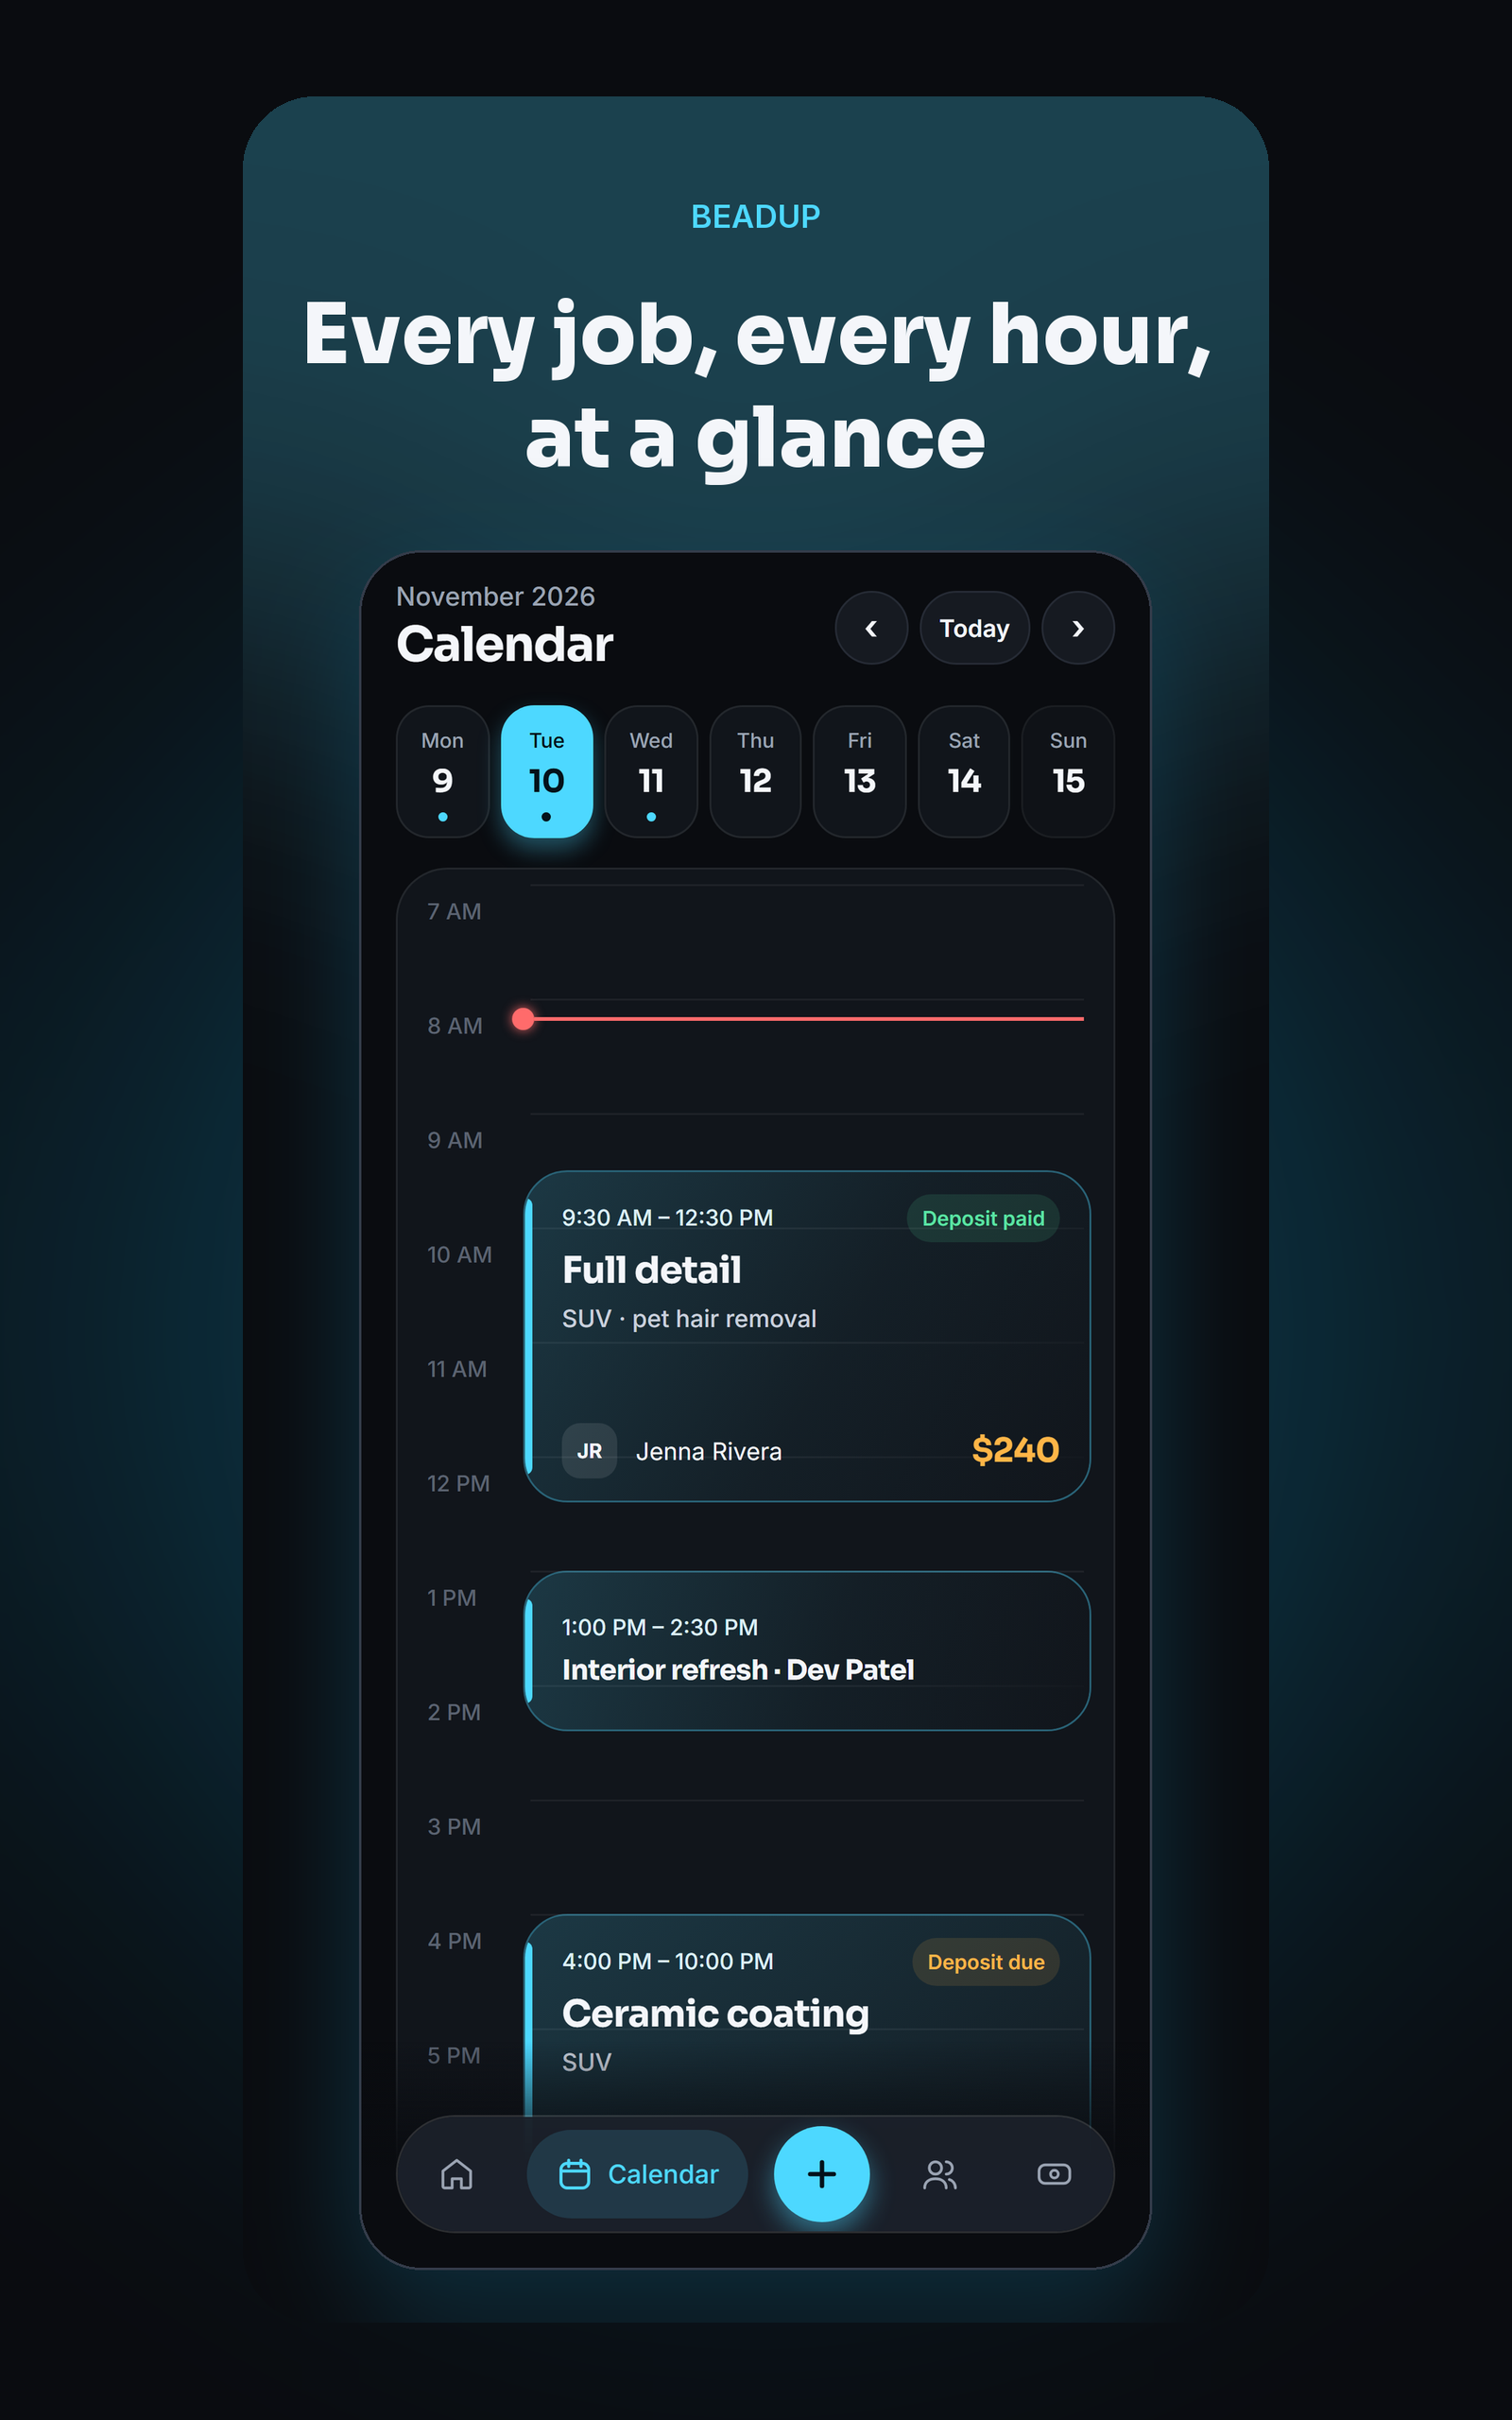 BEADUP
Every job, every hour,
at a glance
November 2026
Calendar
‹ Today ›
Mon Tue Wed Thu Fri Sat Sun
9 10 11 12 13 14 15
7 AM
8 AM
9 AM
9:30 AM – 12:30 PM Deposit paid
10 AM
Full detail
SUV · pet hair removal
11 AM
JR Jenna Rivera $240
12 PM
1 PM
1:00 PM – 2:30 PM
Interior refresh · Dev Patel
2 PM
3 PM
4 PM
4:00 PM – 10:00 PM Deposit due
Ceramic coating
5 PM
SUV
Calendar +